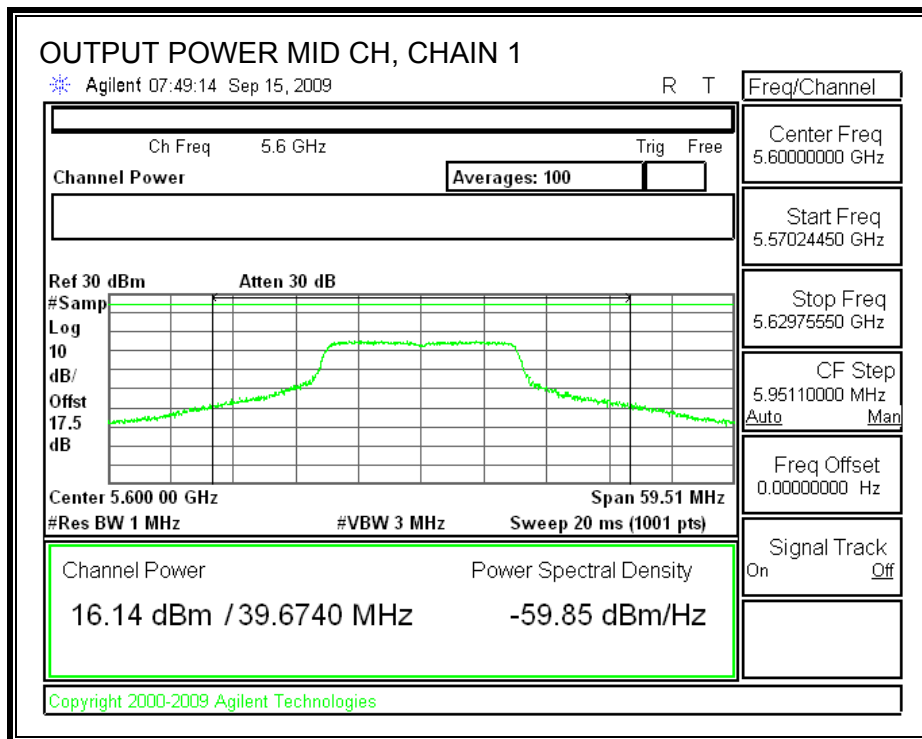 OUTPUT POWER MID CH, CHAIN 1
Agilent 07:49:14 Sep 15, 2009 R T
Freq/Channel
Ch Freq 5.6 GHz Trig Free
Channel Power Averages: 100
Center Freq
5.60000000 GHz
Start Freq
5.57024450 GHz
Stop Freq
5.62975550 GHz
CF Step
5.95110000 MHz
Auto Man
Freq Offset
0.00000000 Hz
Signal Track
On Off
Ref 30 dBm Atten 30 dB
#Samp
Log
10
dB/
Offst
17.5
dB
Center 5.600 00 GHz Span 59.51 MHz
#Res BW 1 MHz #VBW 3 MHz Sweep 20 ms (1001 pts)
Channel Power Power Spectral Density
16.14 dBm / 39.6740 MHz -59.85 dBm/Hz
Copyright 2000-2009 Agilent Technologies